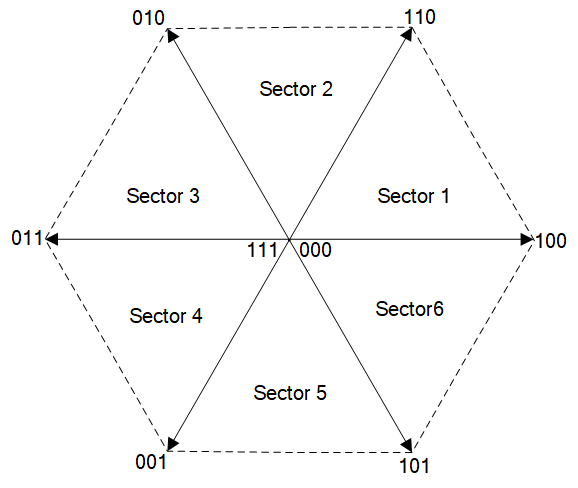 010
110
Sector 2
Sector 3
Sector 1
011
111
000
100
Sector 4
Sector6
Sector 5
001
101